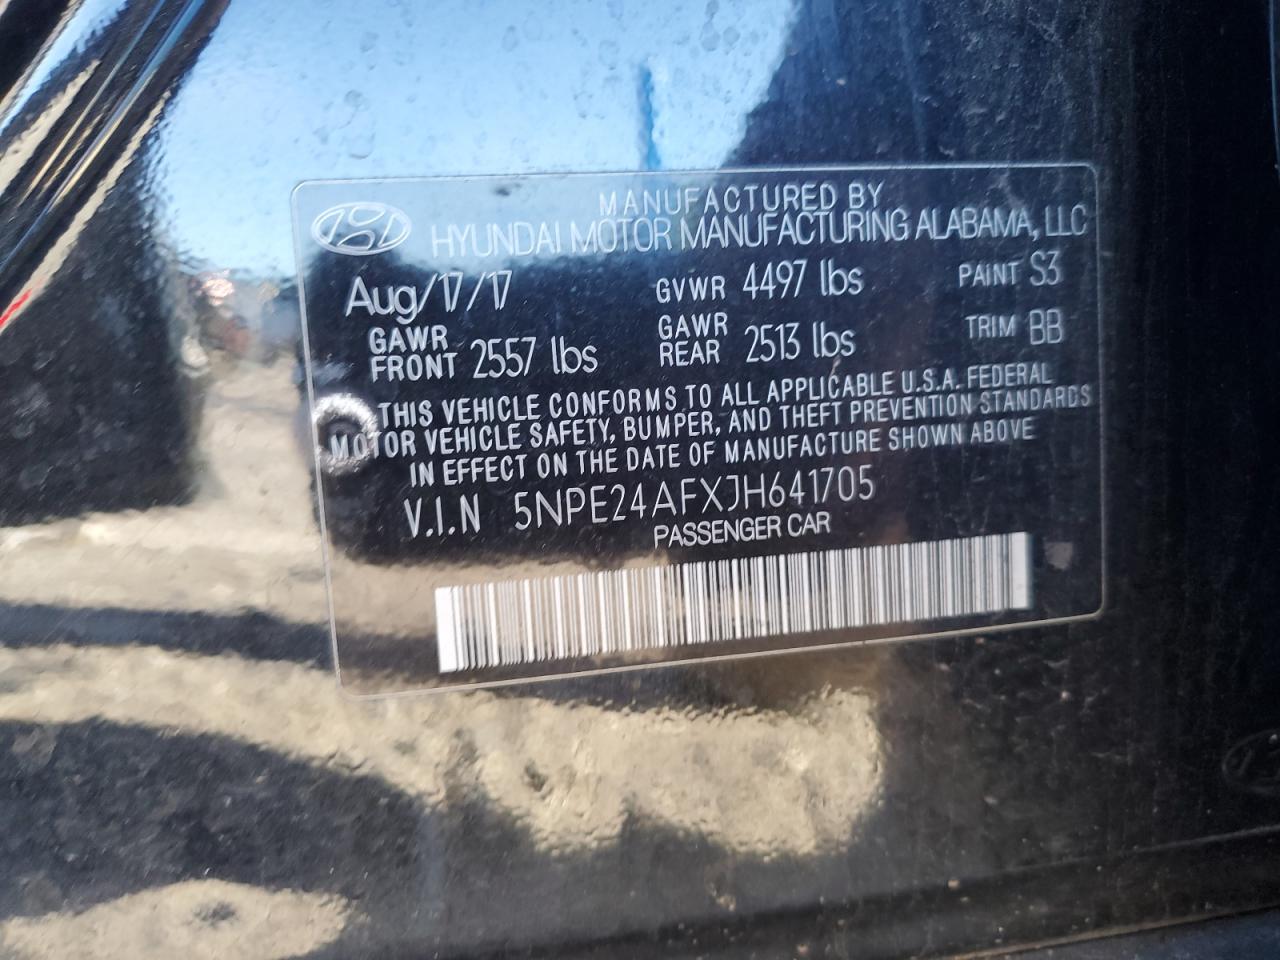 MANUFACTURED BY
HYUNDAI MOTOR MANUFACTURING ALABAMA, LLC
Aug/17/17 GVWR 4497 lbs PAINT S3
GAWR FRONT 2557 lbs GAWR REAR 2513 lbs TRIM BB
THIS VEHICLE CONFORMS TO ALL APPLICABLE U.S.A. FEDERAL
MOTOR VEHICLE SAFETY, BUMPER, AND THEFT PREVENTION STANDARDS
IN EFFECT ON THE DATE OF MANUFACTURE SHOWN ABOVE
V.I.N 5NPE24AFXJH641705
PASSENGER CAR